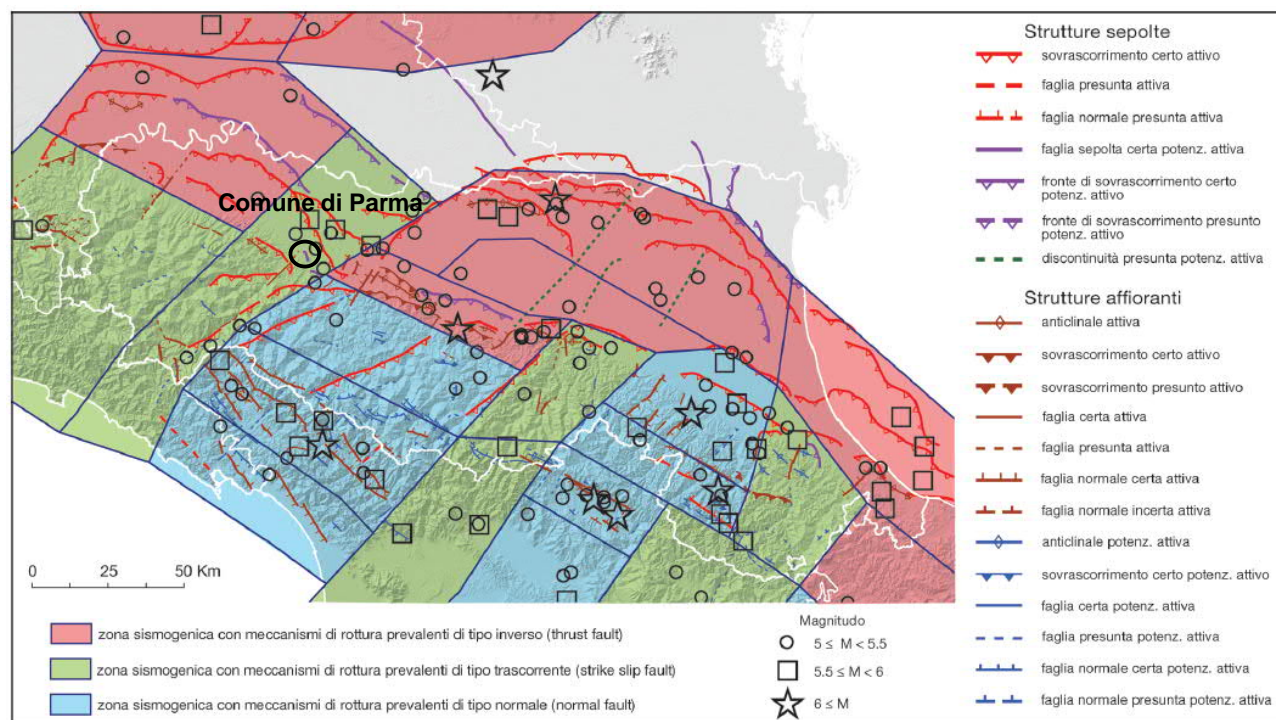 Comune di Parma
0 25 50 Km
zona sismogenica con meccanismi di rottura prevalenti di tipo inverso (thrust fault)
zona sismogenica con meccanismi di rottura prevalenti di tipo trascorrente (strike slip fault)
zona sismogenica con meccanismi di rottura prevalenti di tipo normale (normal fault)
Magnitudo
5 ≤ M < 5.5
5.5 ≤ M < 6
6 ≤ M
Strutture sepolte
sovrascorrimento certo attivo
faglia presunta attiva
faglia normale presunta attiva
faglia sepolta certa potenz. attiva
fronte di sovrascorrimento certo
potenz. attivo
fronte di sovrascorrimento presunto
potenz. attivo
discontinuità presunta potenz. attiva
Strutture affioranti
anticlinale attiva
sovrascorrimento certo attivo
sovrascorrimento presunto attivo
faglia certa attiva
faglia presunta attiva
faglia normale certa attiva
faglia normale incerta attiva
anticlinale potenz. attiva
sovrascorrimento certo potenz. attivo
faglia certa potenz. attiva
faglia presunta potenz. attiva
faglia normale certa potenz. attiva
faglia normale presunta potenz. attiva